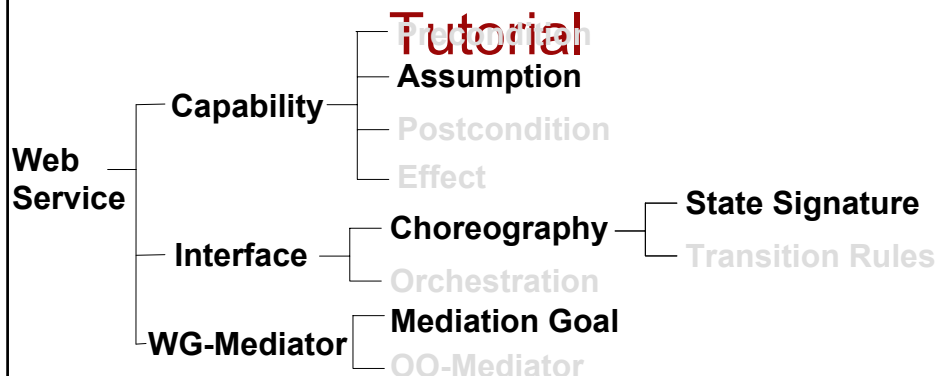 Tutorial
Precondition
Assumption
Capability
Postcondition
Web
Service
Effect
State Signature
Choreography
Interface
Transition Rules
Orchestration
Mediation Goal
WG-Mediator
OO-Mediator